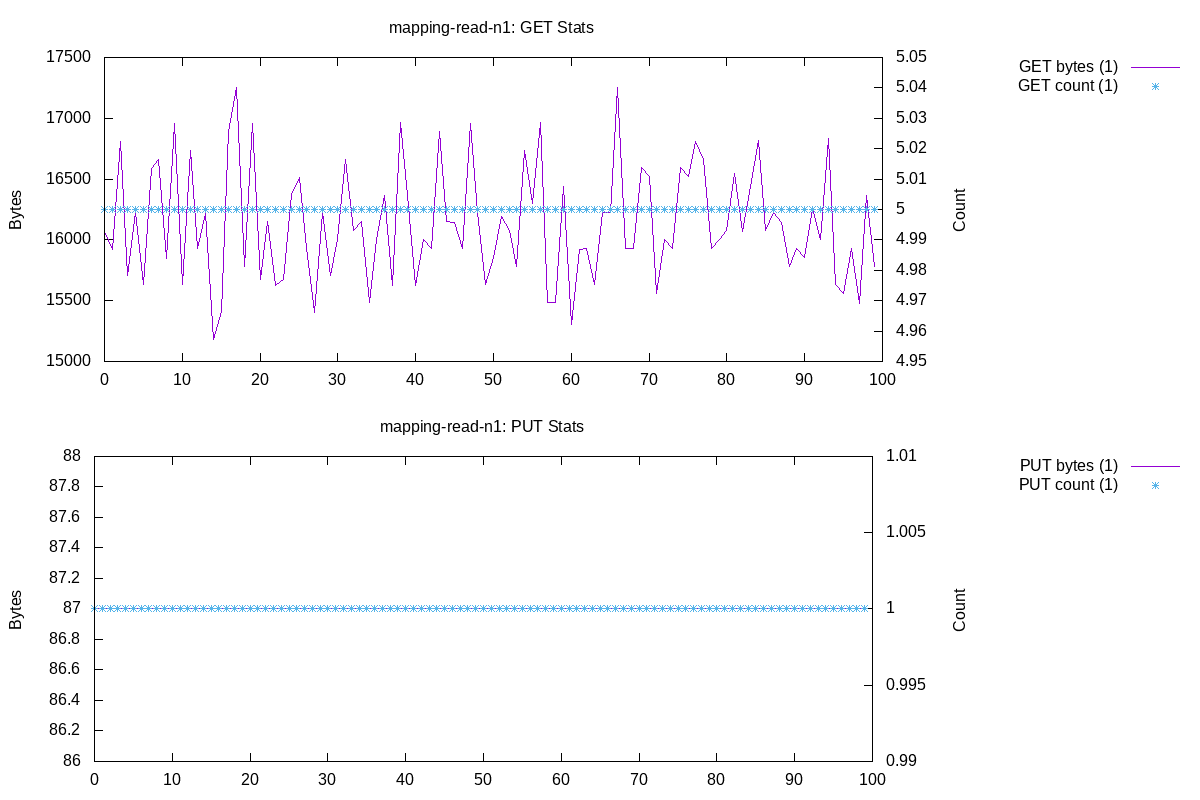 mapping-read-n1: GET Stats
17500 5.05
GET bytes (1)
5.04
GET count (1)
17000 5.03
5.02
16500 5.01
Bytes
5
Count
16000 4.99
4.98
15500 4.97
4.96
15000 4.95
0 10 20 30 40 50 60 70 80 90 100
mapping-read-n1: PUT Stats
88 1.01
PUT bytes (1)
87.8
PUT count (1)
87.6
1.005
87.4
87.2
Bytes
87 1
Count
86.8
86.6
0.995
86.4
86.2
86 0.99
0 10 20 30 40 50 60 70 80 90 100